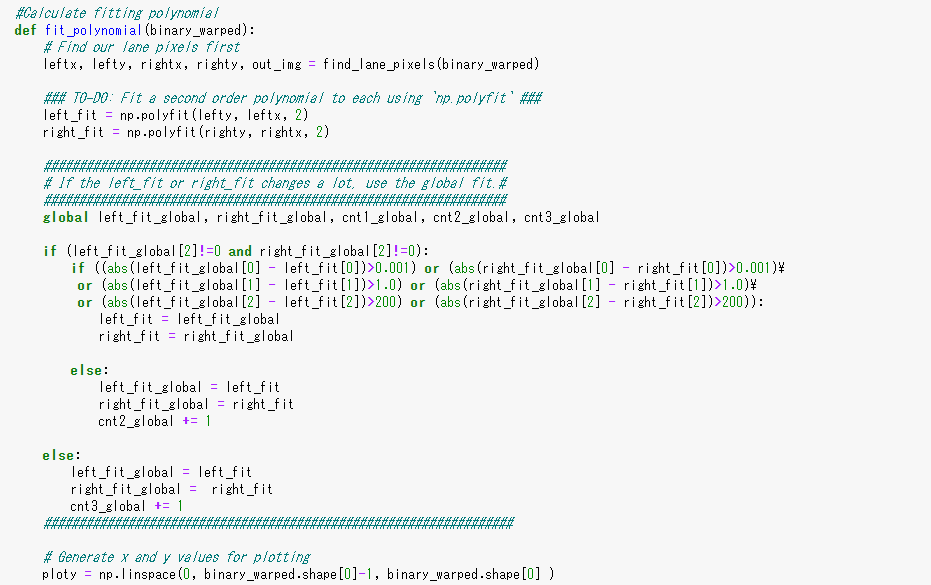 #Calculate fitting polynomial
def fit_polynomial(binary_warped):
    # Find our lane pixels first
    leftx, lefty, rightx, righty, out_img = find_lane_pixels(binary_warped)

    ### TO-DO: Fit a second order polynomial to each using `np.polyfit` ###
    left_fit = np.polyfit(lefty, leftx, 2)
    right_fit = np.polyfit(righty, rightx, 2)

    ##################################################################
    # If the left_fit or right_fit changes a lot, use the global fit.#
    ##################################################################
    global left_fit_global, right_fit_global, cnt1_global, cnt2_global, cnt3_global

    if (left_fit_global[2]!=0 and right_fit_global[2]!=0):
        if ((abs(left_fit_global[0] - left_fit[0])>0.001) or (abs(right_fit_global[0] - right_fit[0])>0.001)¥
         or (abs(left_fit_global[1] - left_fit[1])>1.0) or (abs(right_fit_global[1] - right_fit[1])>1.0)¥
         or (abs(left_fit_global[2] - left_fit[2])>200) or (abs(right_fit_global[2] - right_fit[2])>200)):
            left_fit = left_fit_global
            right_fit = right_fit_global

        else:
            left_fit_global = left_fit
            right_fit_global = right_fit
            cnt2_global += 1

    else:
        left_fit_global = left_fit
        right_fit_global =  right_fit
        cnt3_global += 1
    ###################################################################

    # Generate x and y values for plotting
    ploty = np.linspace(0, binary_warped.shape[0]-1, binary_warped.shape[0] )